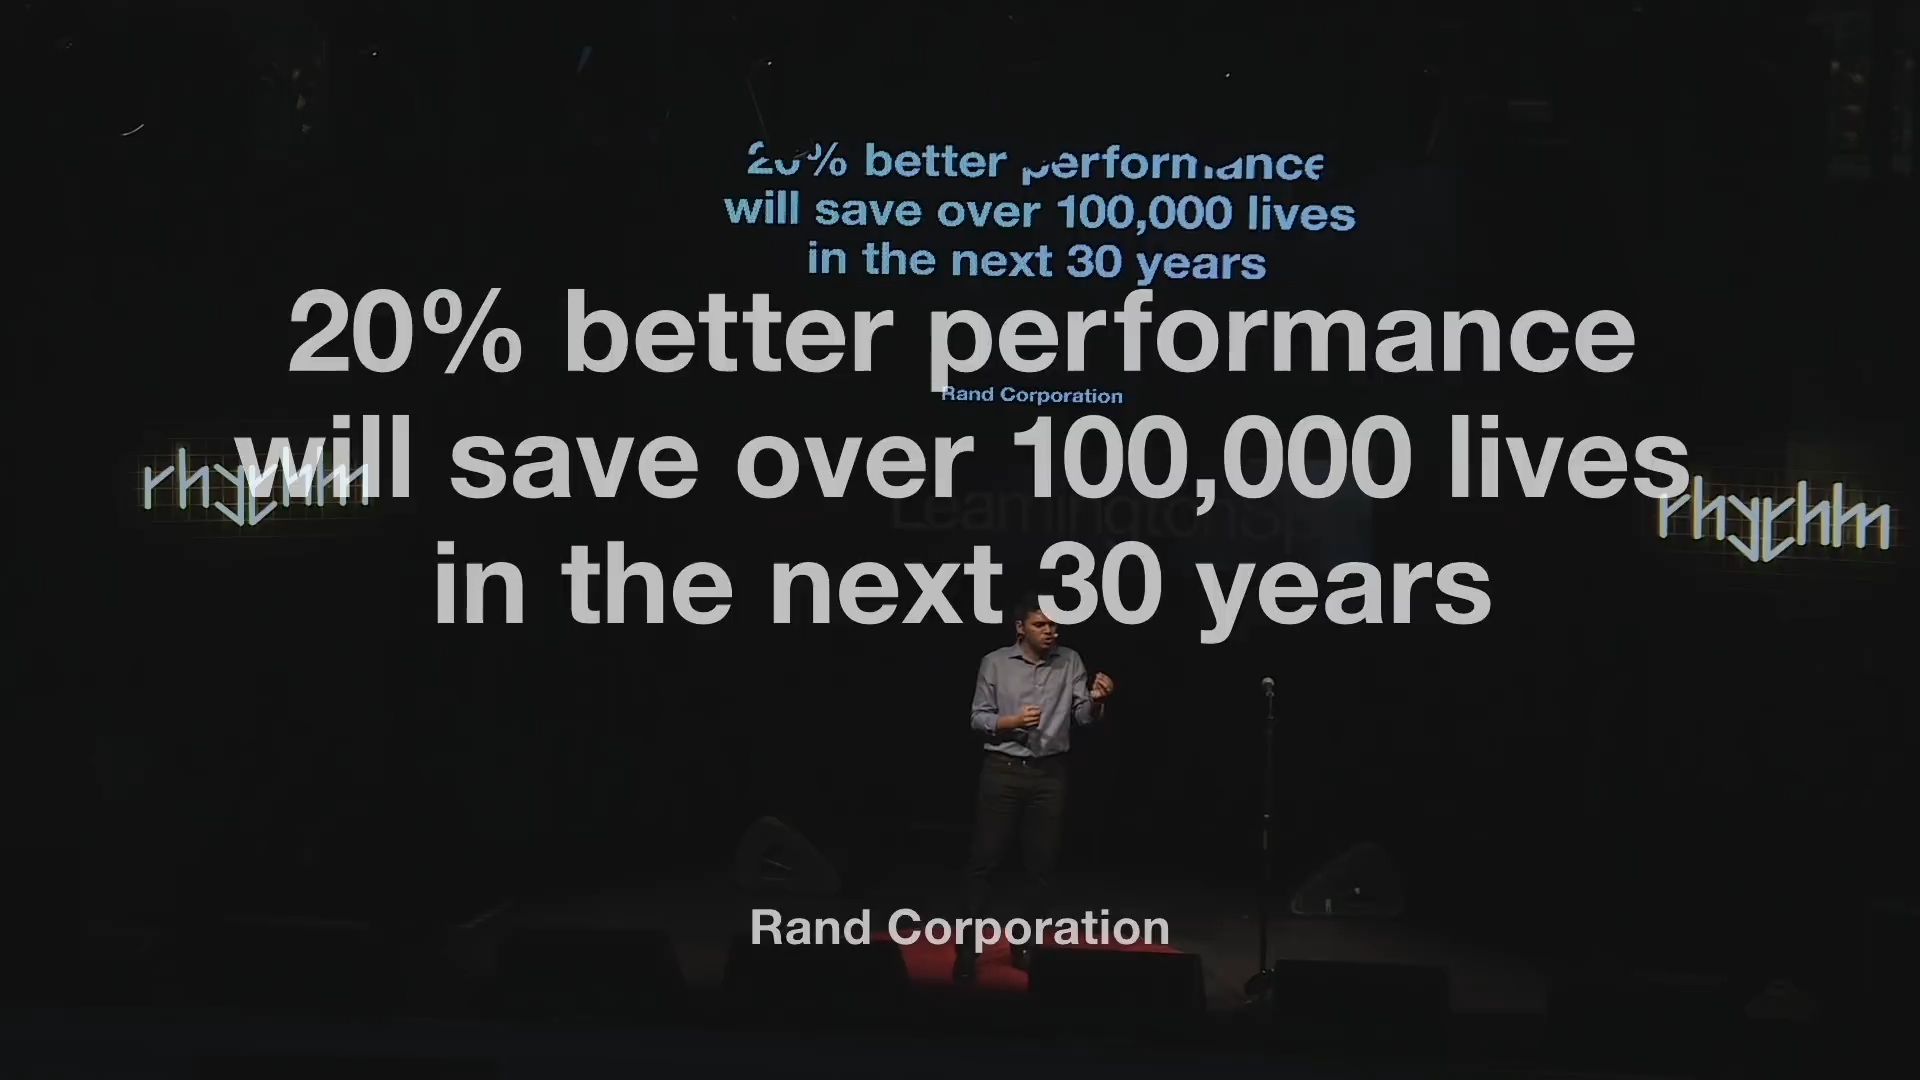 20% better performance
will save over 100,000 lives
in the next 30 years
Rand Corporation
20% better performance
will save over 100,000 lives
in the next 30 years
Rand Corporation
rhythm
rhythm
LeamingtonSpa